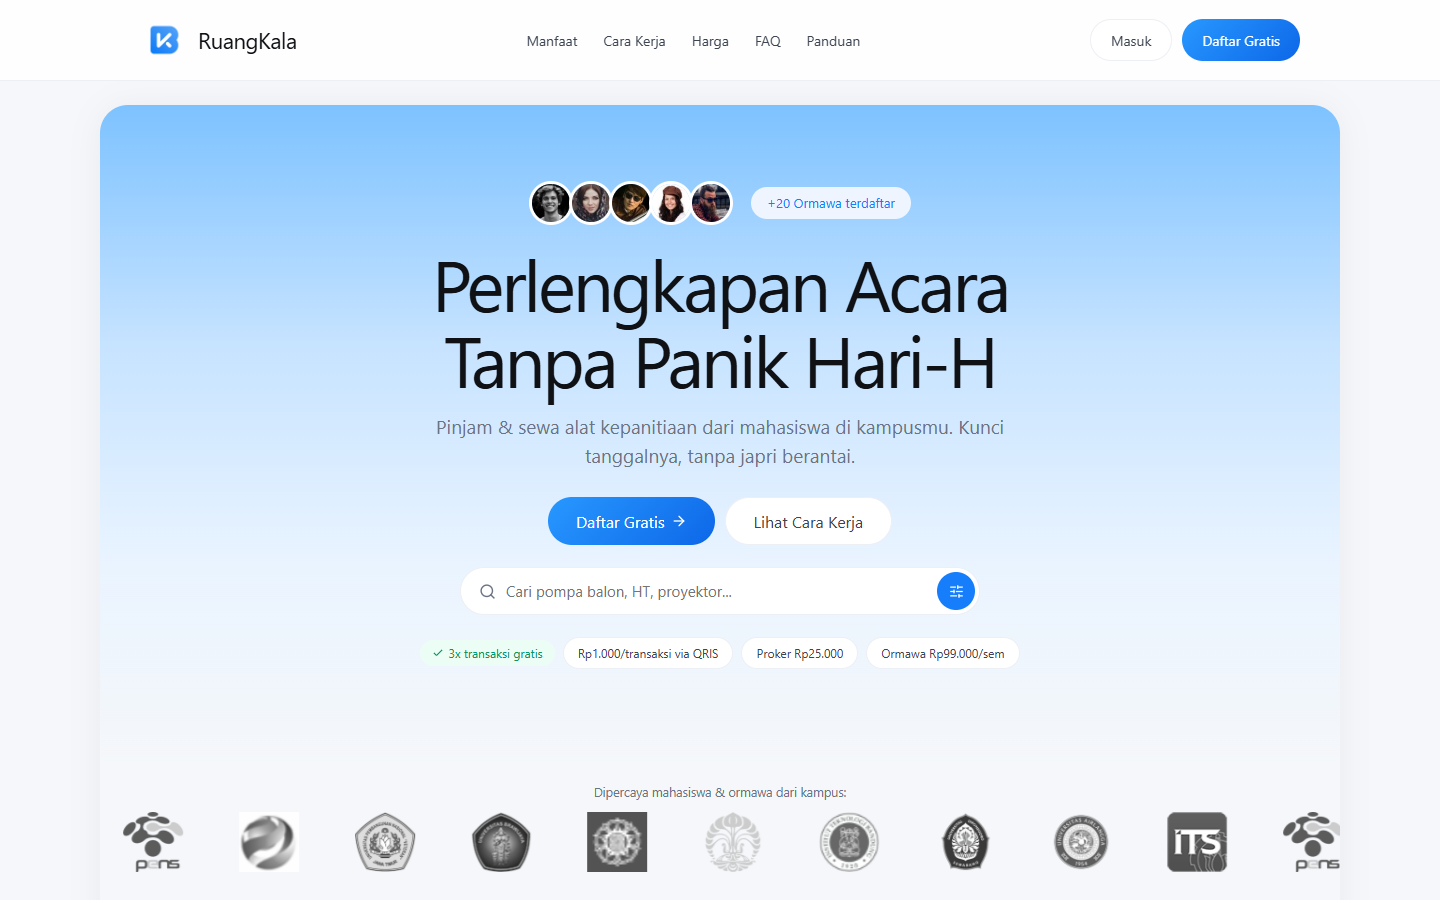 RuangKala
Manfaat
Cara Kerja
Harga
FAQ
Panduan
Masuk
Daftar Gratis
+20 Ormawa terdaftar
Perlengkapan Acara
Tanpa Panik Hari-H
Pinjam & sewa alat kepanitiaan dari mahasiswa di kampusmu. Kunci
tanggalnya, tanpa japri berantai.
Daftar Gratis
Lihat Cara Kerja
Cari pompa balon, HT, proyektor...
3x transaksi gratis
Rp1.000/transaksi via QRIS
Proker Rp25.000
Ormawa Rp99.000/sem
Dipercaya mahasiswa & ormawa dari kampus:
pens
ITS
pens